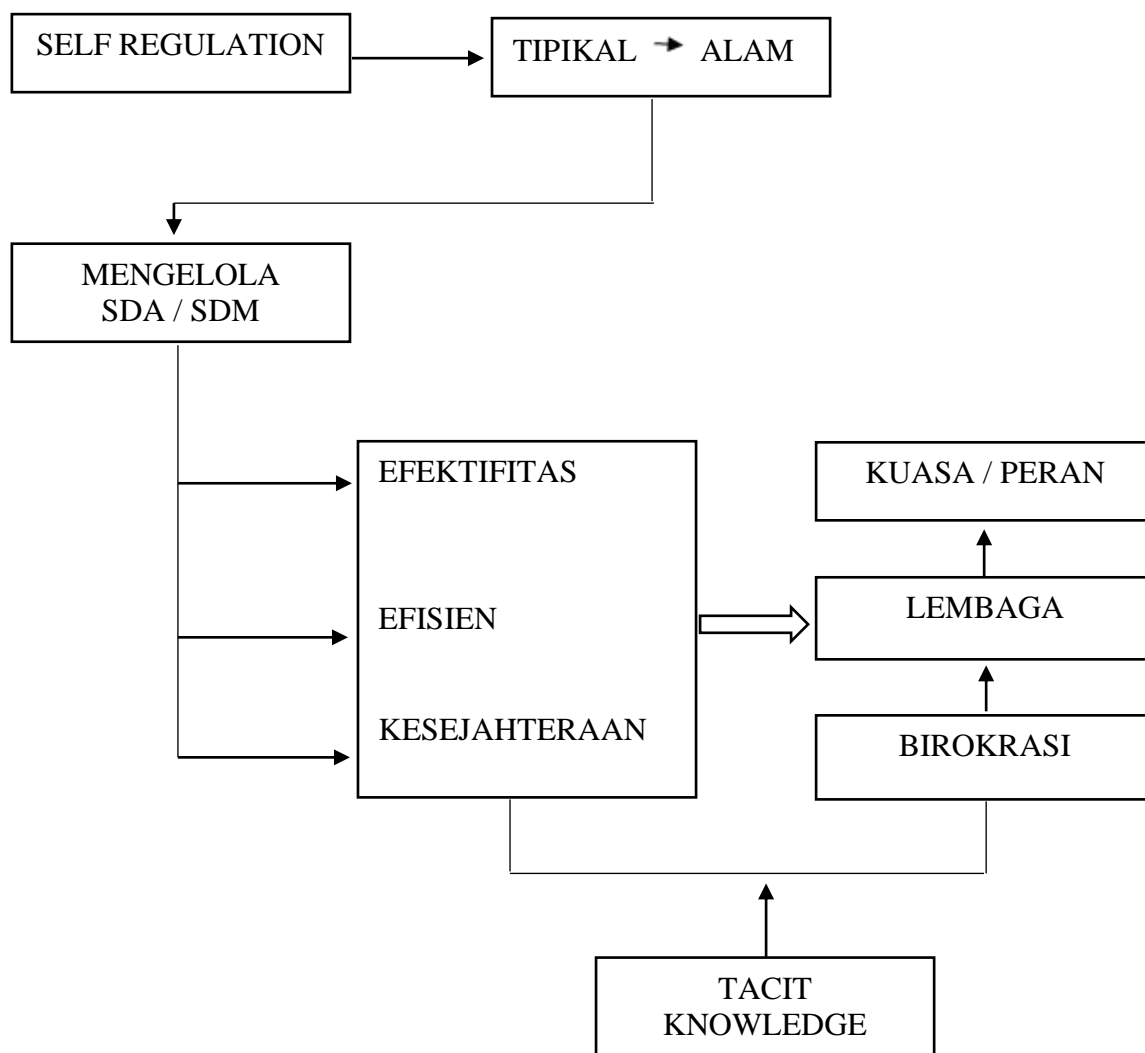 SELF REGULATION
TIPIKAL → ALAM
MENGELOLA
SDA / SDM
EFEKTIFITAS
EFISIEN
KESEJAHTERAAN
KUASA / PERAN
LEMBAGA
BIROKRASI
TACIT
KNOWLEDGE